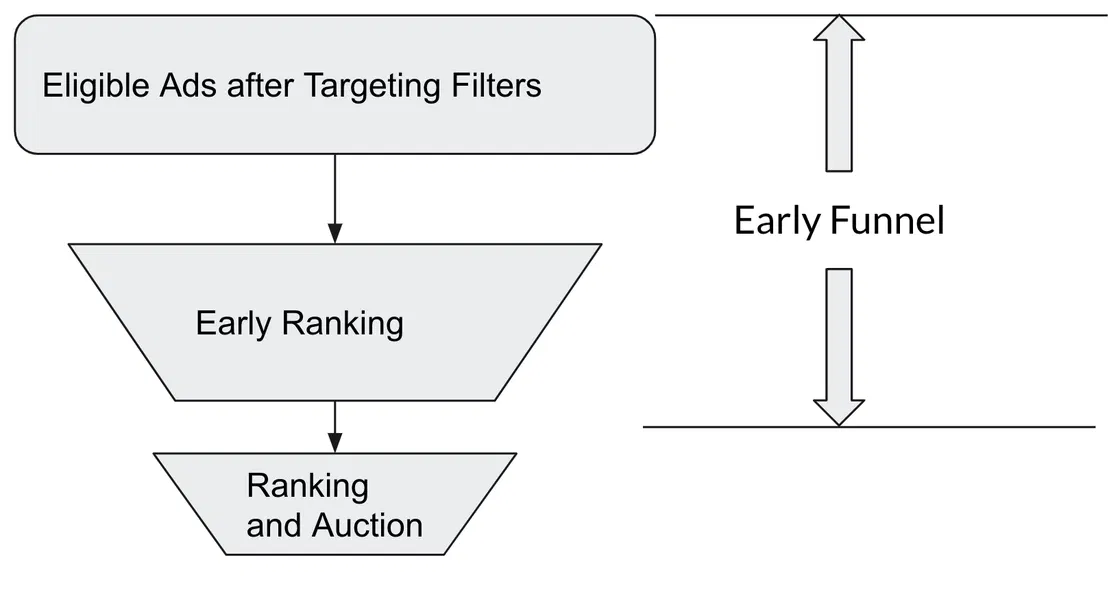 Eligible Ads after Targeting Filters
Early Funnel
Early Ranking
Ranking
and Auction